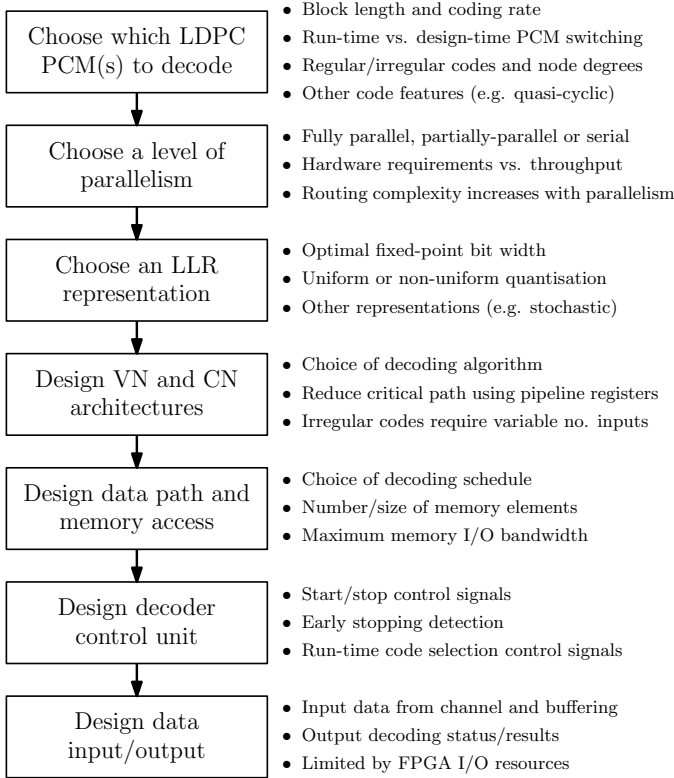 Choose which LDPC
PCM(s) to decode
• Block length and coding rate
• Run-time vs. design-time PCM switching
• Regular/irregular codes and node degrees
• Other code features (e.g. quasi-cyclic)
Choose a level of
parallelism
• Fully parallel, partially-parallel or serial
• Hardware requirements vs. throughput
• Routing complexity increases with parallelism
Choose an LLR
representation
• Optimal fixed-point bit width
• Uniform or non-uniform quantisation
• Other representations (e.g. stochastic)
Design VN and CN
architectures
• Choice of decoding algorithm
• Reduce critical path using pipeline registers
• Irregular codes require variable no. inputs
Design data path and
memory access
• Choice of decoding schedule
• Number/size of memory elements
• Maximum memory I/O bandwidth
Design decoder
control unit
• Start/stop control signals
• Early stopping detection
• Run-time code selection control signals
Design data
input/output
• Input data from channel and buffering
• Output decoding status/results
• Limited by FPGA I/O resources